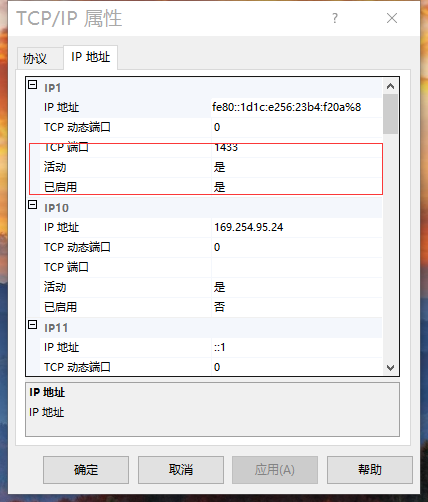 TCP/IP 属性
?
协议
IP 地址
IP1
IP 地址 fe80::1d1c:e256:23b4:f20a%8
TCP 动态端口 0
TCP 端口 1433
活动 是
已启用 是
IP10
IP 地址 169.254.95.24
TCP 动态端口 0
TCP 端口
活动 是
已启用 否
IP11
IP 地址 ::1
TCP 动态端口 0
IP 地址
IP 地址
确定 取消 应用(A) 帮助